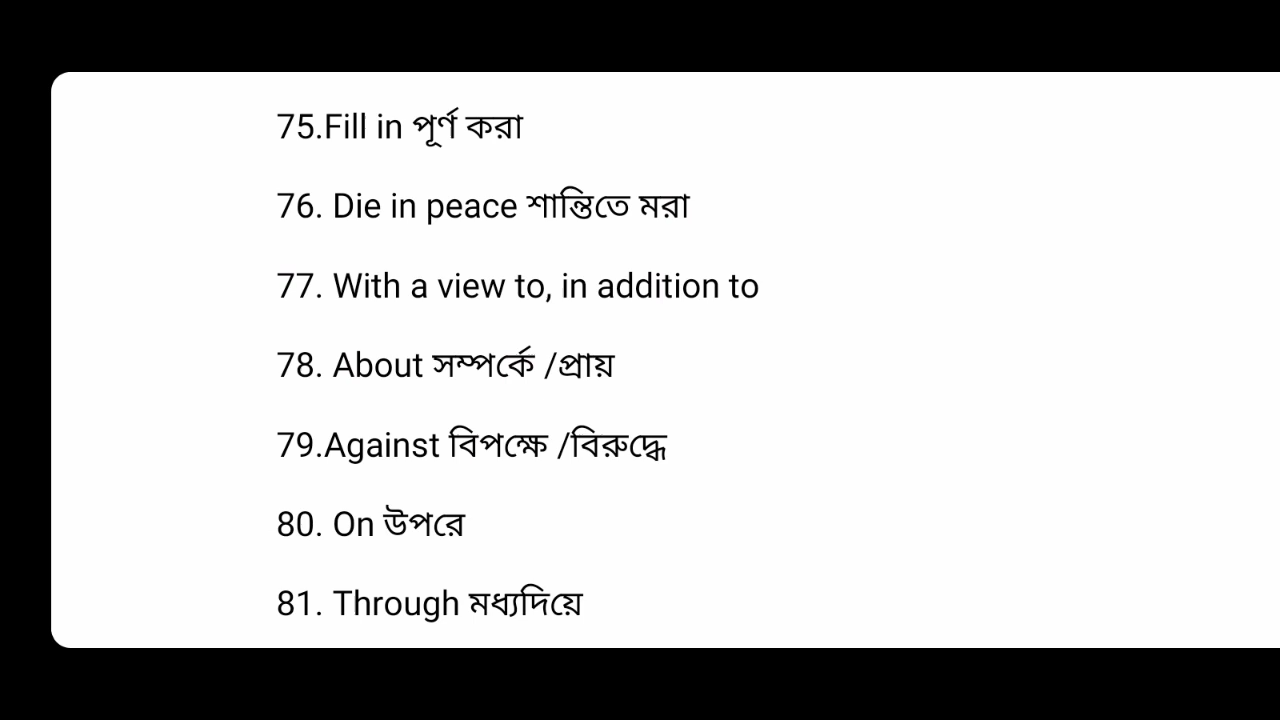 75.Fill in পূর্ণ করা
76. Die in peace শান্তিতে মরা
77. With a view to, in addition to
78. About সম্পর্কে /প্রায়
79.Against বিপক্ষে /বিরুদ্ধে
80. On উপরে
81. Through মধ্যদিয়ে